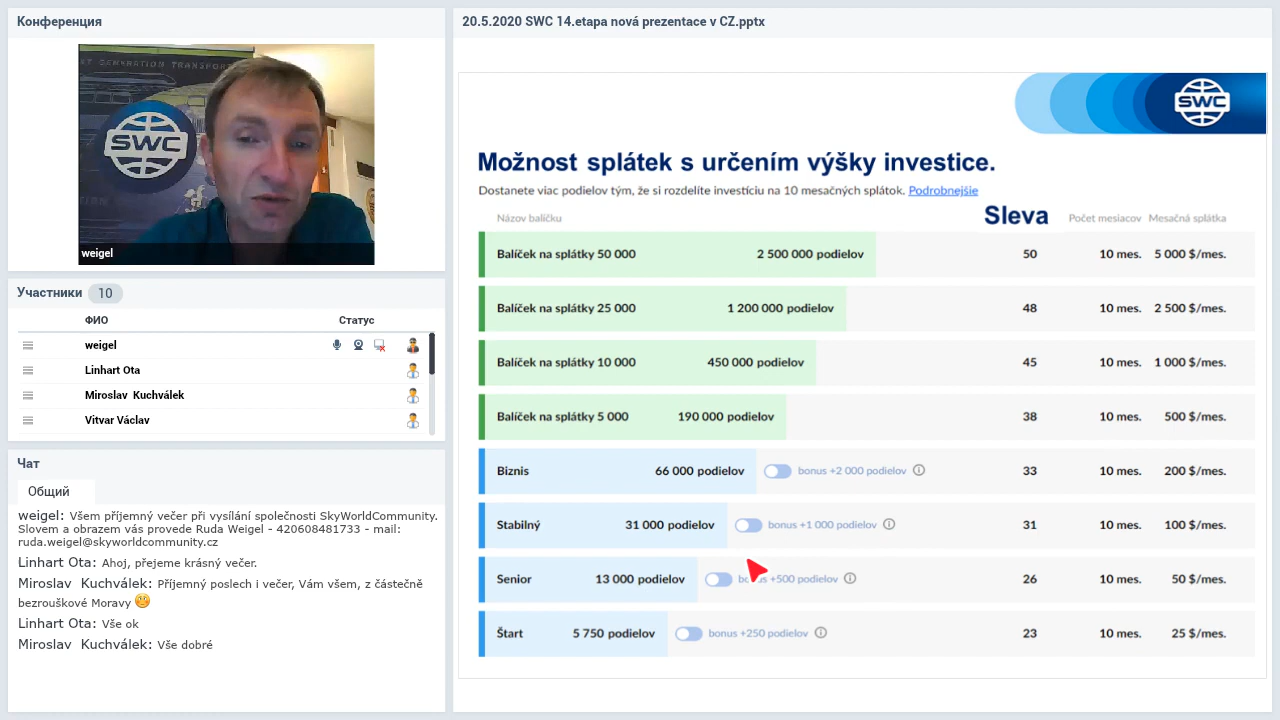 Конференция
SWC
weigel
Участники 10
ФИО Статус
weigel
Linhart Ota
Miroslav Kuchválek
Vitvar Václav
Чат
Общий
weigel: Všem příjemný večer při vysílání společnosti SkyWorldCommunity.
Slovem a obrazem vás provede Ruda Weigel - 420608481733 - mail:
ruda.weigel@skyworldcommunity.cz
Linhart Ota: Ahoj, přejeme krásný večer.
Miroslav Kuchválek: Příjemný poslech i večer, Vám všem, z částečně
bezrouškové Moravy
Linhart Ota: Vše ok
Miroslav Kuchválek: Vše dobré
20.5.2020 SWC 14.etapa nová prezentace v CZ.pptx
SWC
Možnost splátek s určením výšky investice.
Dostanete viac podielov tým, že si rozdelíte investíciu na 10 mesačných splátok. Podrobnejšie
Názov balíčku Sleva Počet mesiacov Mesačná splátka
Balíček na splátky 50 000 2 500 000 podielov 50 10 mes. 5 000 $/mes.
Balíček na splátky 25 000 1 200 000 podielov 48 10 mes. 2 500 $/mes.
Balíček na splátky 10 000 450 000 podielov 45 10 mes. 1 000 $/mes.
Balíček na splátky 5 000 190 000 podielov 38 10 mes. 500 $/mes.
Biznis 66 000 podielov bonus +2 000 podielov 33 10 mes. 200 $/mes.
Stabilný 31 000 podielov bonus +1 000 podielov 31 10 mes. 100 $/mes.
Senior 13 000 podielov +500 podielov 26 10 mes. 50 $/mes.
Štart 5 750 podielov bonus +250 podielov 23 10 mes. 25 $/mes.